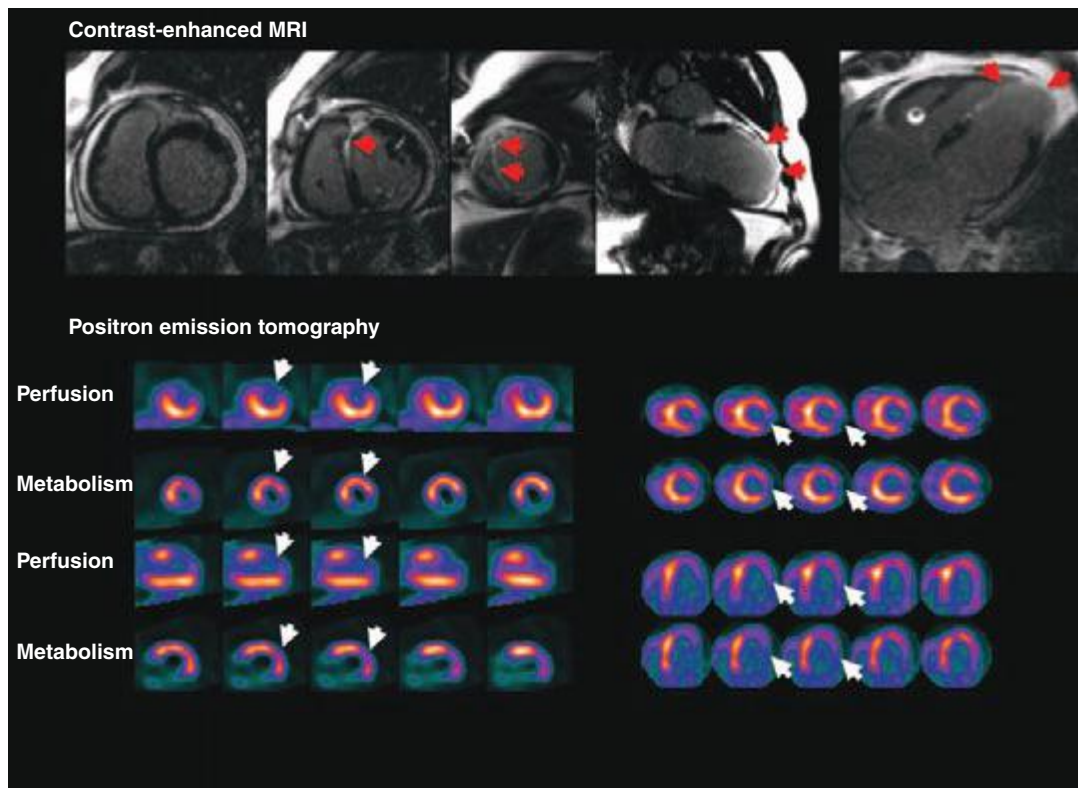 Contrast-enhanced MRI
Positron emission tomography
Perfusion
Metabolism
Perfusion
Metabolism